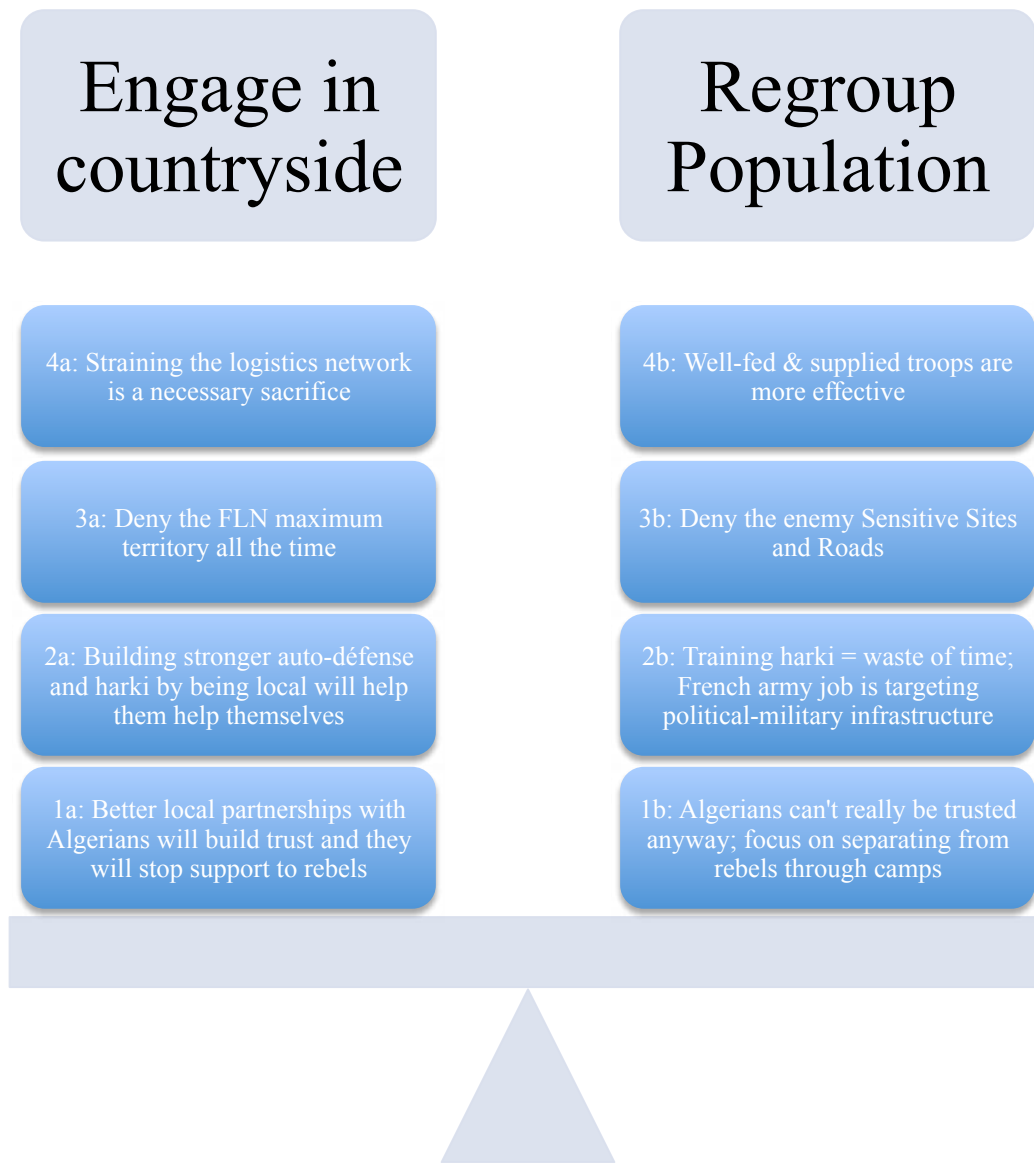 Engage in
countryside
Regroup
Population
4a: Straining the logistics network
is a necessary sacrifice
4b: Well-fed & supplied troops are
more effective
3a: Deny the FLN maximum
territory all the time
3b: Deny the enemy Sensitive Sites
and Roads
2a: Building stronger auto-défense
and harki by being local will help
them help themselves
2b: Training harki = waste of time;
French army job is targeting
political-military infrastructure
1a: Better local partnerships with
Algerians will build trust and they
will stop support to rebels
1b: Algerians can't really be trusted
anyway; focus on separating from
rebels through camps